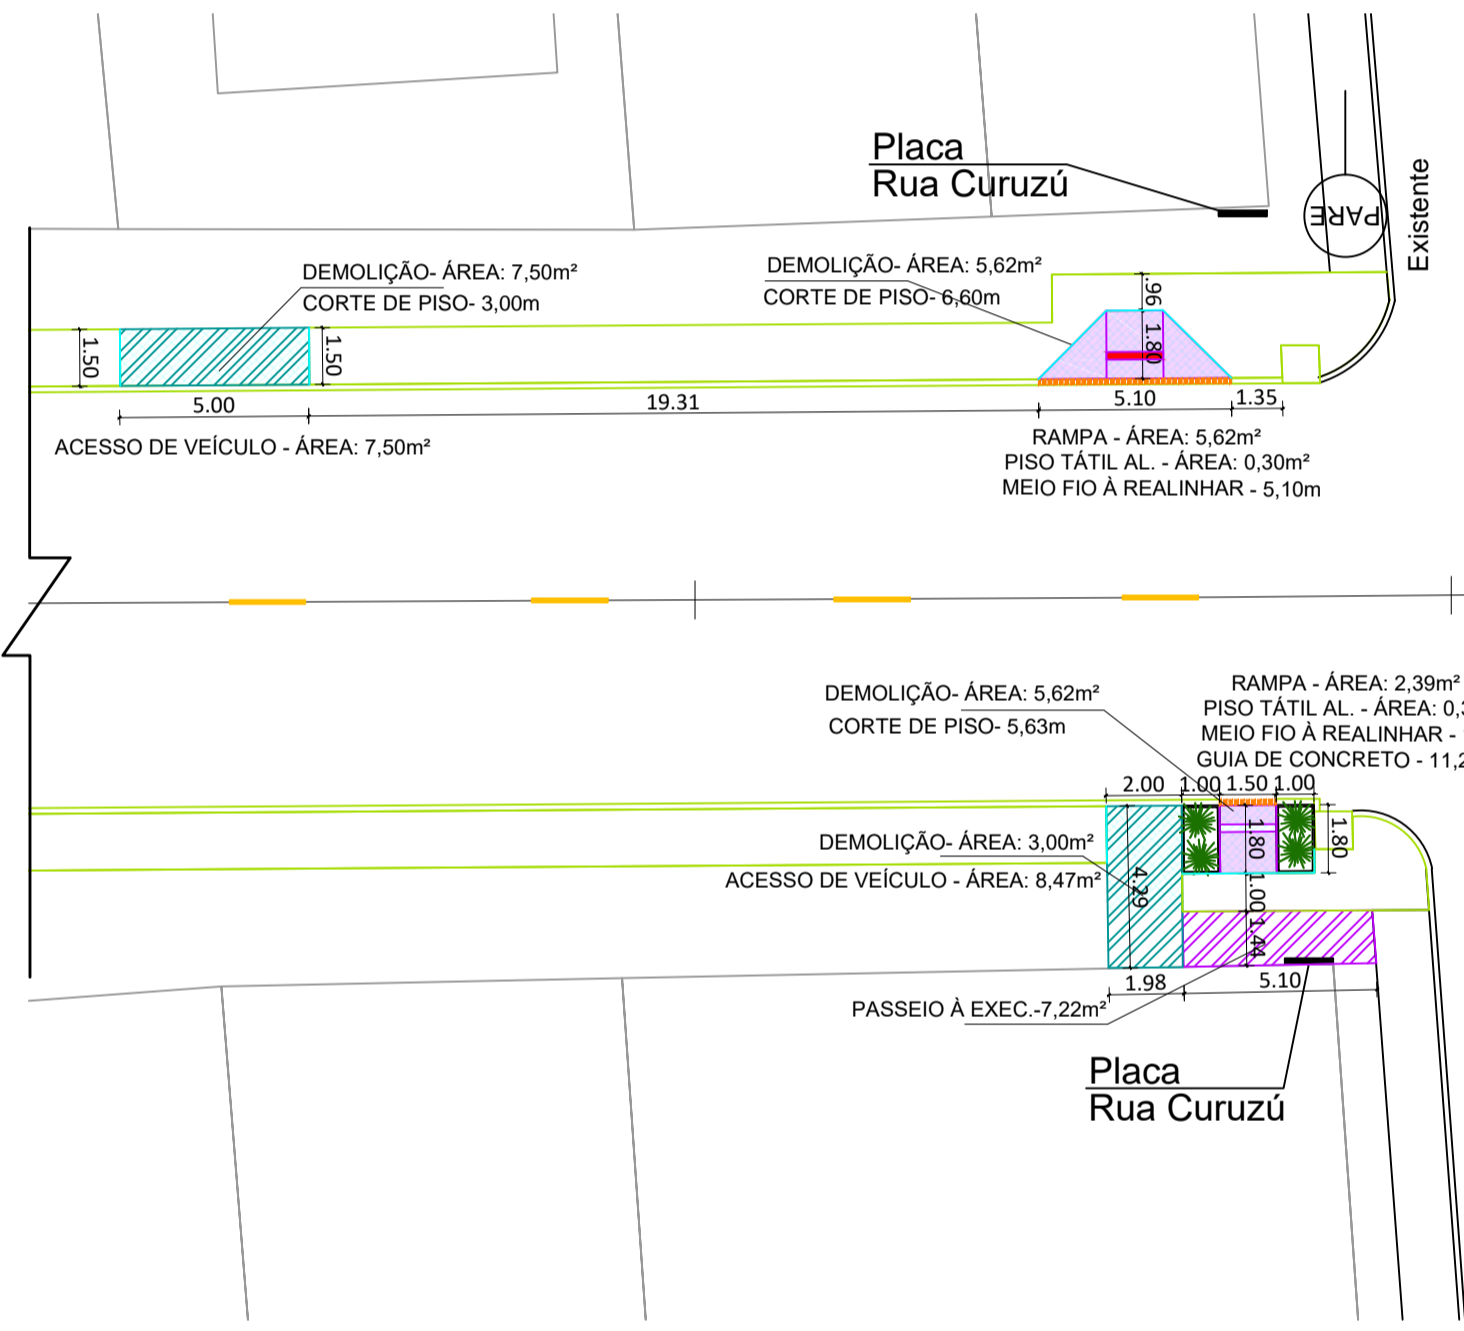 Placa
Rua Curuzú
PARE
Existente
DEMOLIÇÃO- ÁREA: 7,50m²
CORTE DE PISO- 3,00m
DEMOLIÇÃO- ÁREA: 5,62m²
CORTE DE PISO- 6,60m
.96
1.80
1.50
1.50
5.00
19.31
5.10
1.35
ACESSO DE VEÍCULO - ÁREA: 7,50m²
RAMPA - ÁREA: 5,62m²
PISO TÁTIL AL. - ÁREA: 0,30m²
MEIO FIO À REALINHAR - 5,10m
DEMOLIÇÃO- ÁREA: 5,62m²
CORTE DE PISO- 5,63m
RAMPA - ÁREA: 2,39m²
PISO TÁTIL AL. - ÁREA:
MEIO FIO À REALINHAR -
GUIA DE CONCRETO -
2.00
1.00
1.50
1.00
DEMOLIÇÃO- ÁREA: 3,00m²
ACESSO DE VEÍCULO - ÁREA: 8,47m²
4.29
1.80
1.80
1.00
1.44
1.98
5.10
PASSEIO À EXEC.-7,22m²
Placa
Rua Curuzú